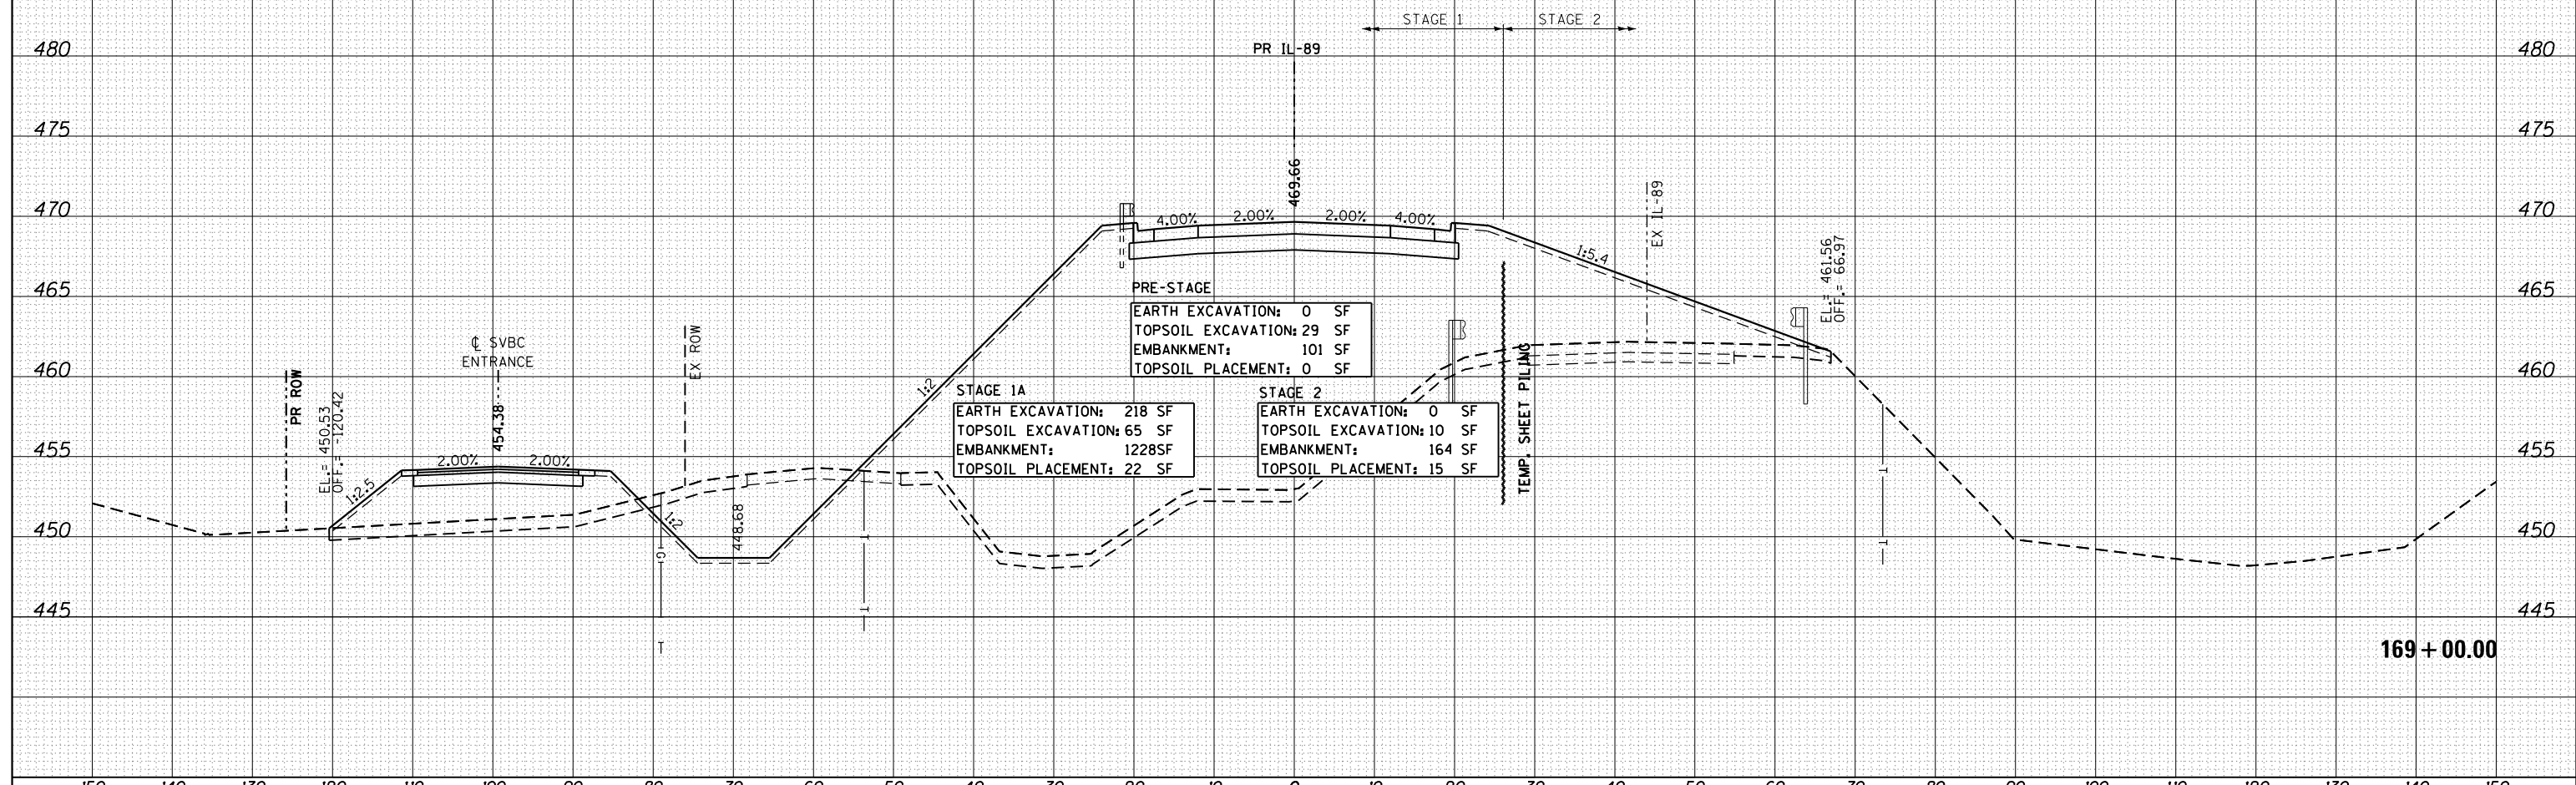 STAGE 1 STAGE 2
PR IL-89
480 480
475 475
470 470
465 465
460 460
455 455
450 450
445 445
469.66
4.00% 2.00% 2.00% 4.00%
EX IL-89
1:5.4
EL.= 461.56
OFF.= 66.97
PRE-STAGE
EARTH EXCAVATION: 0 SF
TOPSOIL EXCAVATION: 29 SF
EMBANKMENT: 101 SF
TOPSOIL PLACEMENT: 0 SF
STAGE 1A
EARTH EXCAVATION: 218 SF
TOPSOIL EXCAVATION: 65 SF
EMBANKMENT: 1228SF
TOPSOIL PLACEMENT: 22 SF
STAGE 2
EARTH EXCAVATION: 0 SF
TOPSOIL EXCAVATION: 10 SF
EMBANKMENT: 164 SF
TOPSOIL PLACEMENT: 15 SF
TEMP. SHEET PILING
℄ SVBC
ENTRANCE
454.38
2.00% 2.00%
EX ROW
PR ROW
EL.= 450.53
OFF.= -120.42
1:2.5
1:2
1:2
448.68
G
T
T
T
T
T
169+00.00